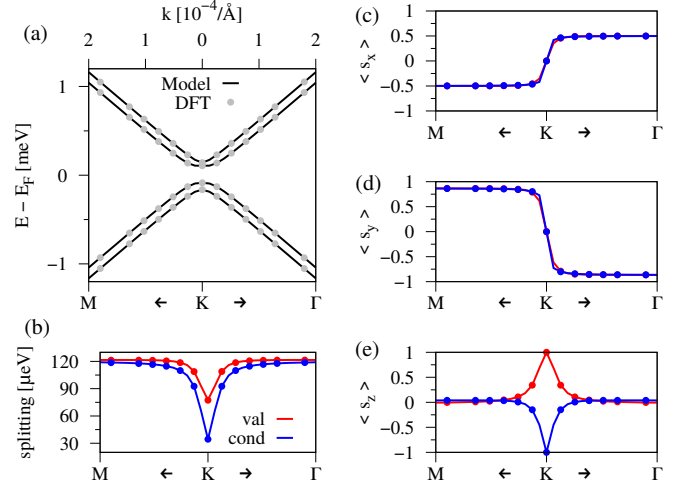 (a)
k [10⁻⁴/Å]
2 1 0 1 2
1
0
−1
E − E_F [meV]
Model
DFT
M ← K → Γ
(b)
120
90
60
30
splitting [μeV]
val
cond
M ← K → Γ
(c)
1
0.5
0
−0.5
−1
< s_x >
M ← K → Γ
(d)
1
0.5
0
−0.5
−1
< s_y >
M ← K → Γ
(e)
1
0.5
0
−0.5
−1
< s_z >
M ← K → Γ